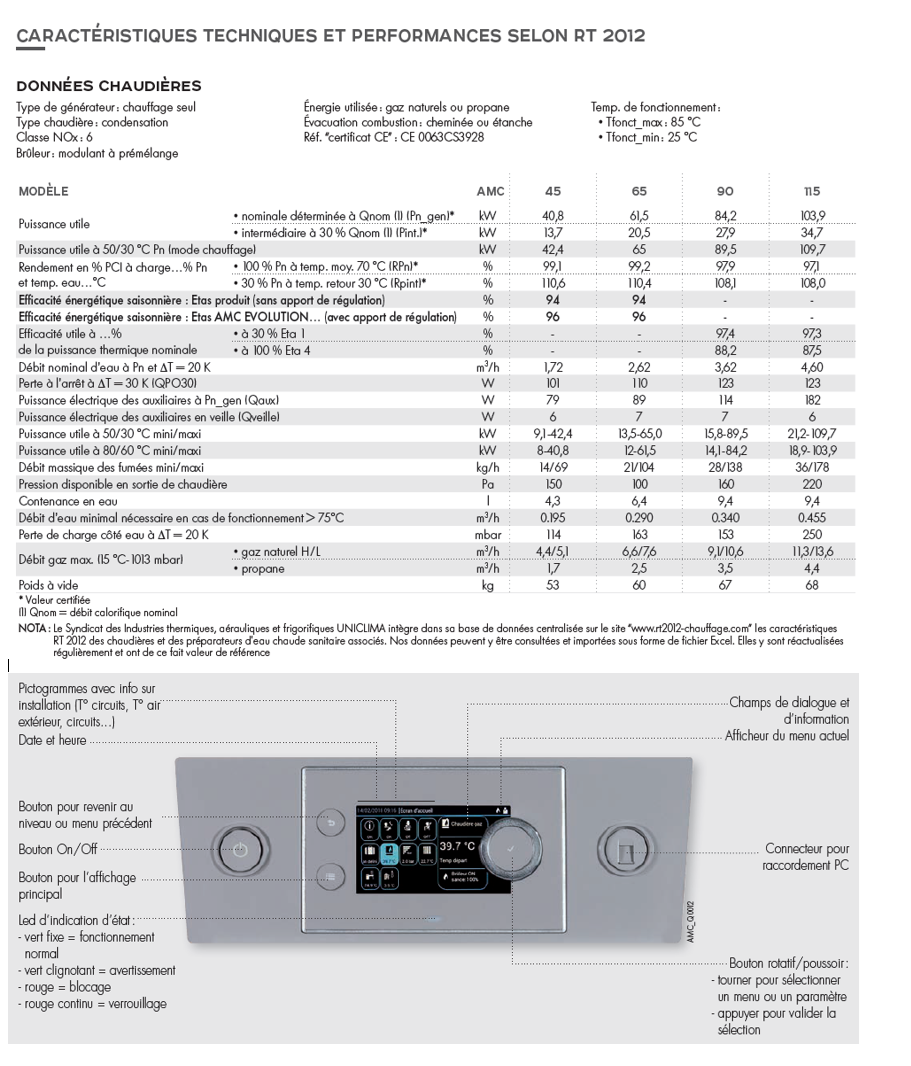 CARACTÉRISTIQUES TECHNIQUES ET PERFORMANCES SELON RT 2012
DONNÉES CHAUDIÈRES
Type de générateur : chauffage seul
Type chaudière : condensation
Classe NOx : 6
Brûleur : modulant à prémélange
Énergie utilisée : gaz naturels ou propane
Évacuation combustion : cheminée ou étanche
Réf. "certificat CE" : CE 0063CS3928
Temp. de fonctionnement :
• Tfonct_max : 85 °C
• Tfonct_min : 25 °C
MODÈLE AMC 45 65 90 115
Puissance utile
• nominale déterminée à Qnom (1) (Pn_gen)* kW 40,8 61,5 84,2 103,9
• intermédiaire à 30 % Qnom (1) (Pint.)* kW 13,7 20,5 27,9 34,7
Puissance utile à 50/30 °C Pn (mode chauffage) kW 42,4 65 89,5 109,7
Rendement en % PCI à charge…% Pn • 100 % Pn à temp. moy. 70 °C (RPn)* % 99,1 99,2 97,9 97,1
et temp. eau…°C • 30 % Pn à temp. retour 30 °C (Rpint)* % 110,6 110,4 108,1 108,0
Efficacité énergétique saisonnière : Etas produit (sans apport de régulation) % 94 94 - -
Efficacité énergétique saisonnière : Etas AMC EVOLUTION… (avec apport de régulation) % 96 96 - -
Efficacité utile à …% • à 30 % Eta 1 % - - 97,4 97,3
de la puissance thermique nominale • à 100 % Eta 4 % - - 88,2 87,5
Débit nominal d'eau à Pn et ΔT = 20 K m³/h 1,72 2,62 3,62 4,60
Perte à l'arrêt à ΔT = 30 K (QPO30) W 101 110 123 123
Puissance électrique des auxiliaires à Pn_gen (Qaux) W 79 89 114 182
Puissance électrique des auxiliaires en veille (Qveille) W 6 7 7 6
Puissance utile à 50/30 °C mini/maxi kW 9,1-42,4 13,5-65,0 15,8-89,5 21,2-109,7
Puissance utile à 80/60 °C mini/maxi kW 8-40,8 12-61,5 14,1-84,2 18,9-103,9
Débit massique des fumées mini/maxi kg/h 14/69 21/104 28/138 36/178
Pression disponible en sortie de chaudière Pa 150 100 160 220
Contenance en eau l 4,3 6,4 9,4 9,4
Débit d'eau minimal nécessaire en cas de fonctionnement > 75°C m³/h 0.195 0.290 0.340 0.455
Perte de charge côté eau à ΔT = 20 K mbar 114 163 153 250
Débit gaz max. (15 °C-1013 mbar)
• gaz naturel H/L m³/h 4,4/5,1 6,6/7,6 9,1/10,6 11,3/13,6
• propane m³/h 1,7 2,5 3,5 4,4
Poids à vide kg 53 60 67 68
* Valeur certifiée
(1) Qnom = débit calorifique nominal
NOTA : Le Syndicat des Industries thermiques, aérauliques et frigorifiques UNICLIMA intègre dans sa base de données centralisée sur le site "www.rt2012-chauffage.com" les caractéristiques
RT 2012 des chaudières et des préparateurs d'eau chaude sanitaire associés. Nos données peuvent y être consultées et importées sous forme de fichier Excel. Elles y sont réactualisées
régulièrement et ont de ce fait valeur de référence
Pictogrammes avec info sur
installation (T° circuits, T° air
extérieur, circuits...)
Date et heure
Bouton pour revenir au
niveau ou menu précédent
Bouton On/Off
Bouton pour l'affichage
principal
Led d'indication d'état :
- vert fixe = fonctionnement
normal
- vert clignotant = avertissement
- rouge = blocage
- rouge continu = verrouillage
Ecran d'accueil
Chaudière gaz
39.7 °C
Temp départ
Brûleur ON
Champs de dialogue et
d'information
Afficheur du menu actuel
Connecteur pour
raccordement PC
AMC_Q0002
Bouton rotatif/poussoir :
- tourner pour sélectionner
un menu ou un paramètre
- appuyer pour valider la
sélection